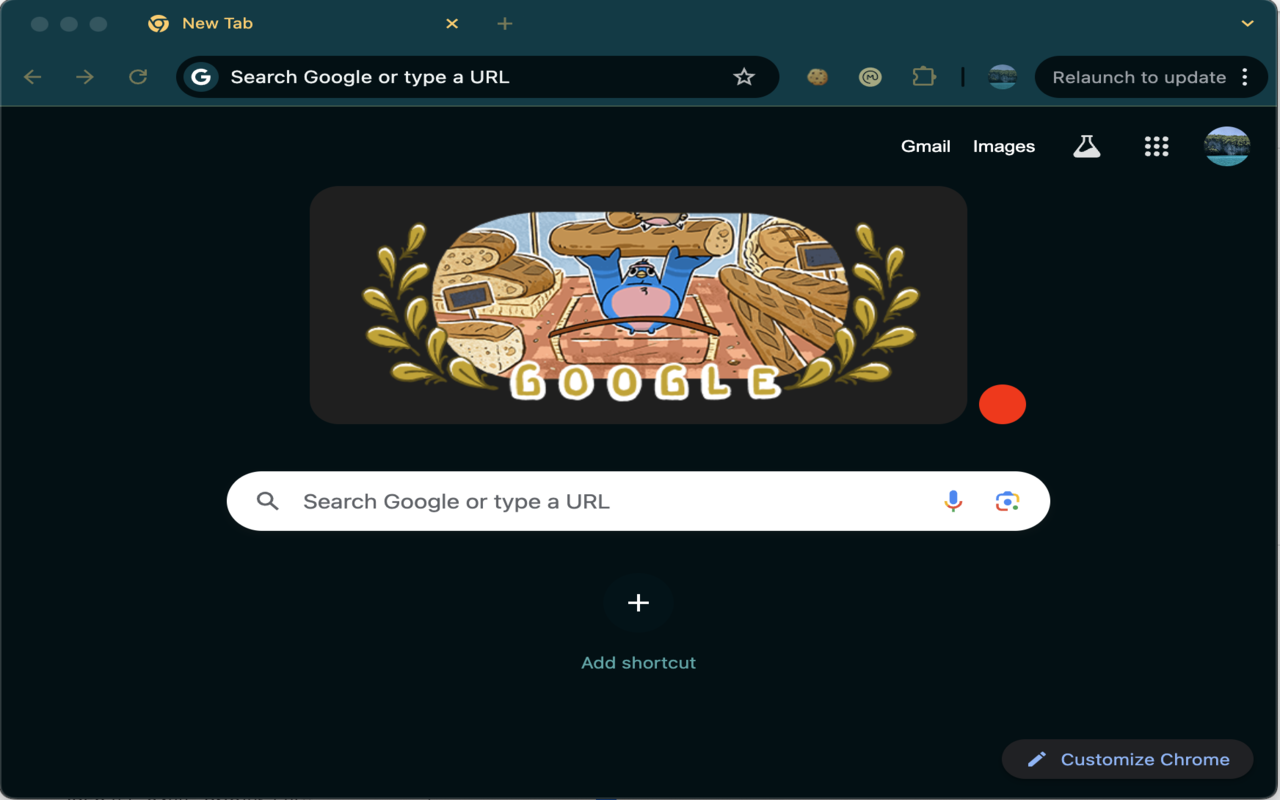 New Tab
Search Google or type a URL
Relaunch to update
Gmail
Images
GOOGLE
Search Google or type a URL
Add shortcut
Customize Chrome